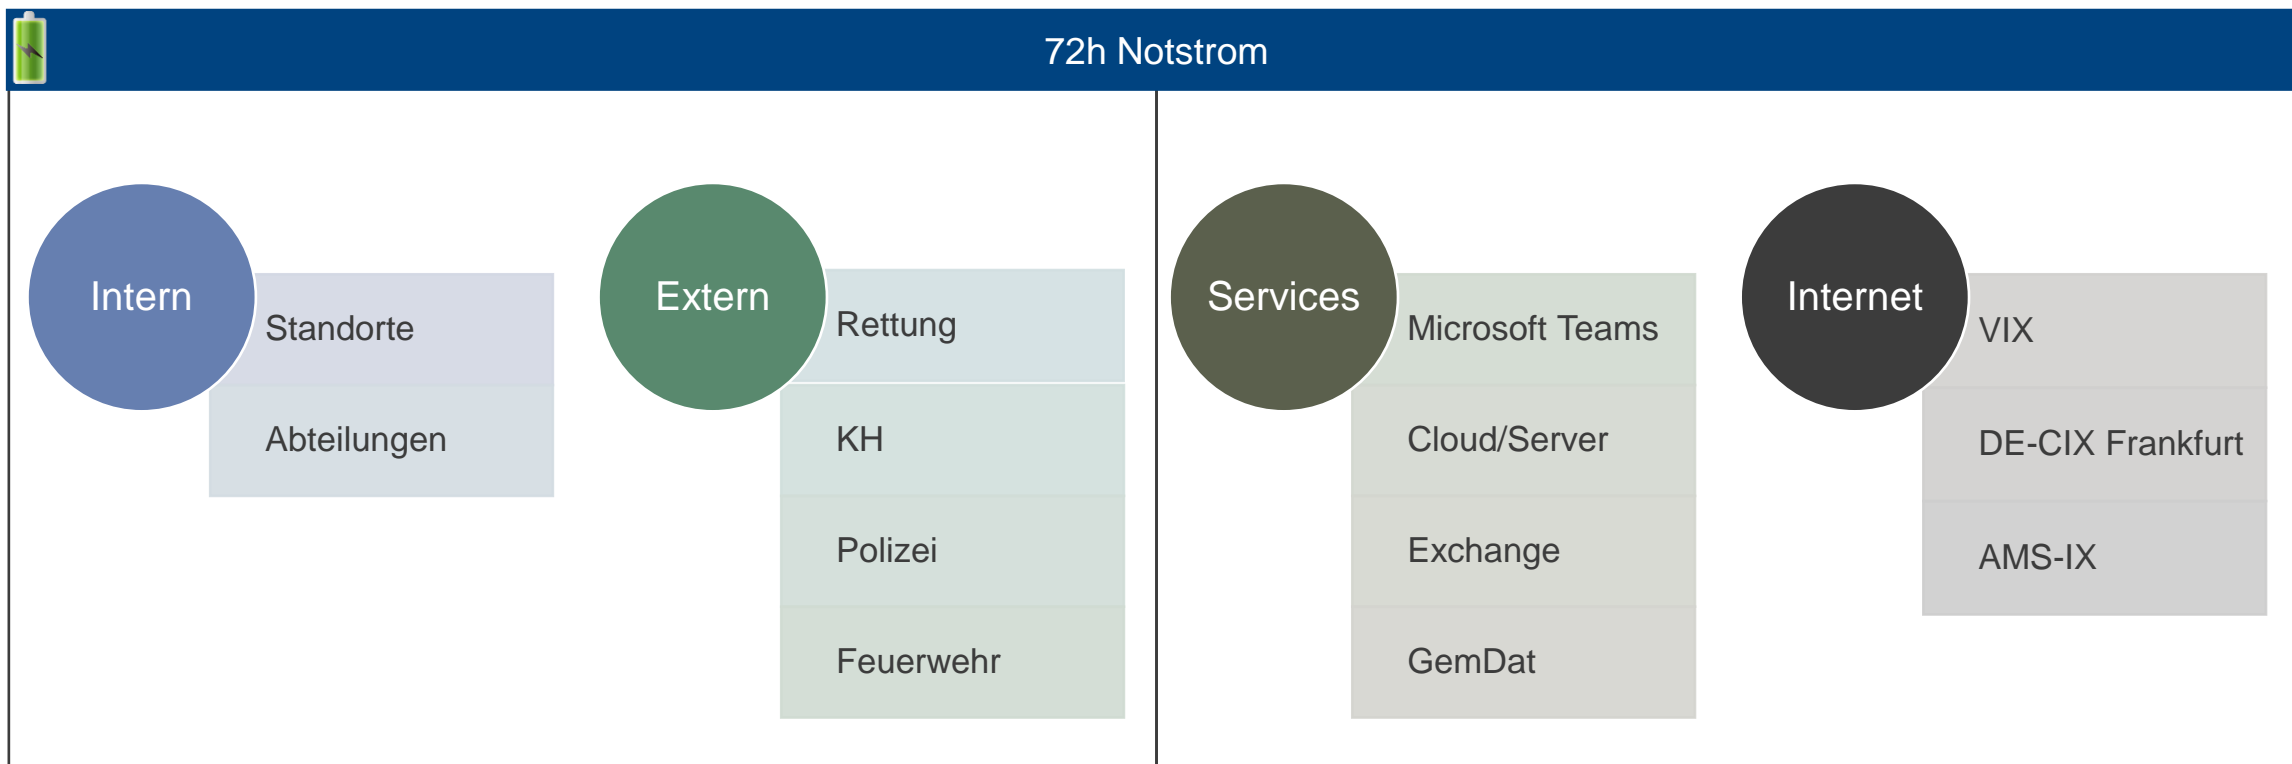 72h Notstrom
Intern
Standorte
Abteilungen
Extern
Rettung
KH
Polizei
Feuerwehr
Services
Microsoft Teams
Cloud/Server
Exchange
GemDat
Internet
VIX
DE-CIX Frankfurt
AMS-IX